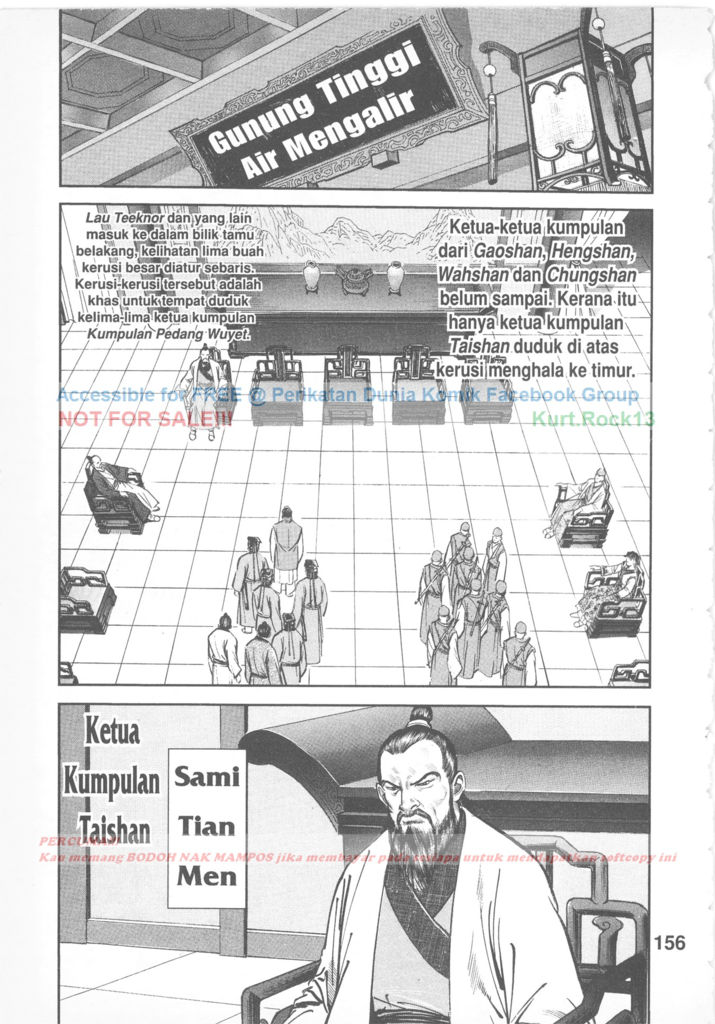 Gunung Tinggi
Air Mengalir
Lau Teeknor dan yang lain
masuk ke dalam bilik tamu
belakang, kelihatan lima buah
kerusi besar diatur sebaris.
Kerusi-kerusi tersebut adalah
khas untuk tempat duduk
kelima-lima ketua kumpulan
Kumpulan Pedang Wuyet.
Ketua-ketua kumpulan
dari Gaoshan, Hengshan,
Wahshan dan Chungshan
belum sampai. Kerana itu
hanya ketua kumpulan
Taishan duduk di atas
kerusi menghala ke timur.
Accessible for FREE @ Perikatan Dunia Komik Facebook Group
NOT FOR SALE!!!
Kurt.Rock13
Ketua
Kumpulan
Taishan
Sami
Tian
Men
PERCUMA!!!
Kau memang BODOH NAK MAMPOS jika membayar pada sesiapa untuk mendapatkan softcopy ini
156